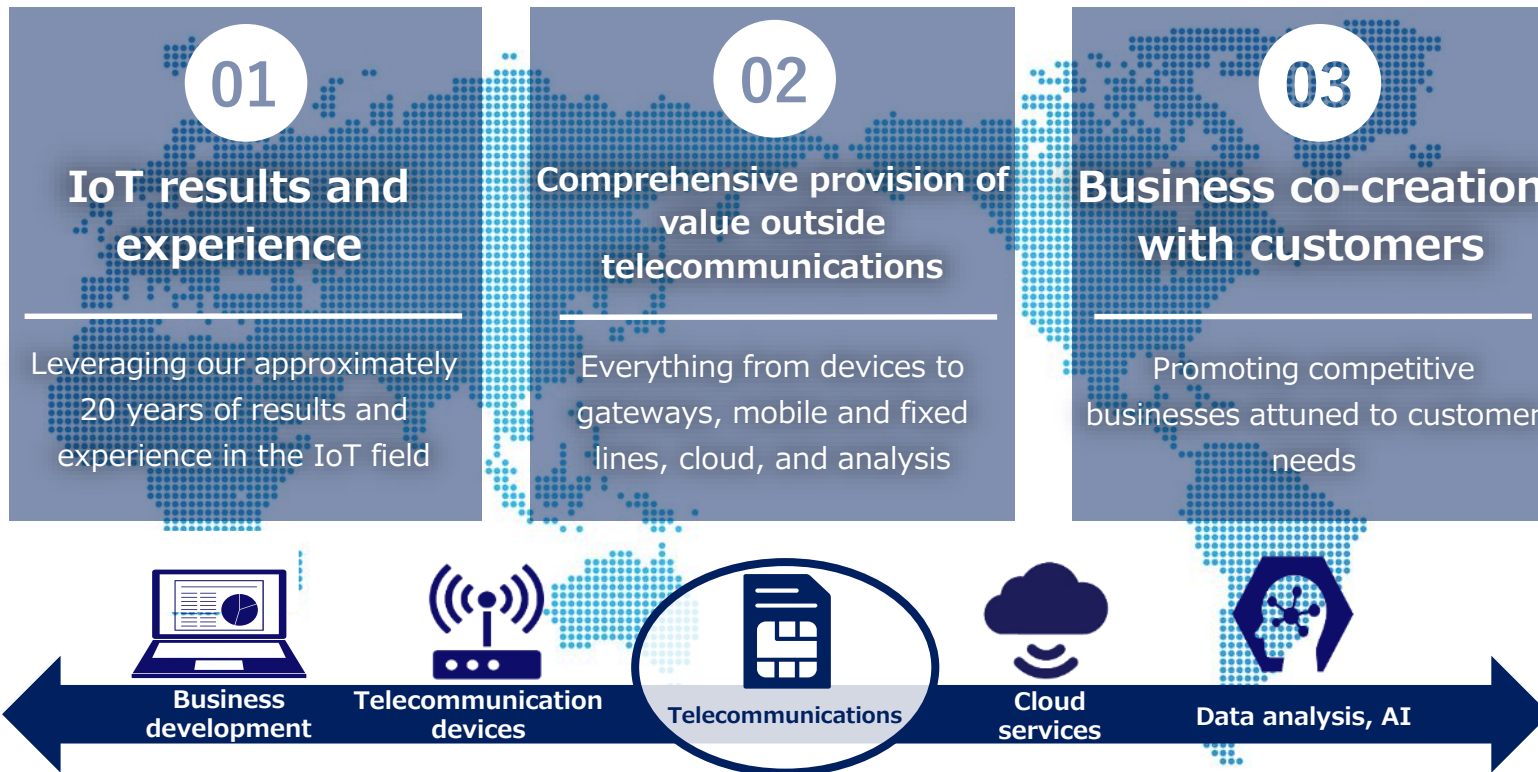 01
IoT results and
experience
Leveraging our approximately
20 years of results and
experience in the IoT field
02
Comprehensive provision of
value outside
telecommunications
Everything from devices to
gateways, mobile and fixed
lines, cloud, and analysis
03
Business co-creation
with customers
Promoting competitive
businesses attuned to customer
needs
Business
development
Telecommunication
devices
Telecommunications
Cloud
services
Data analysis, AI